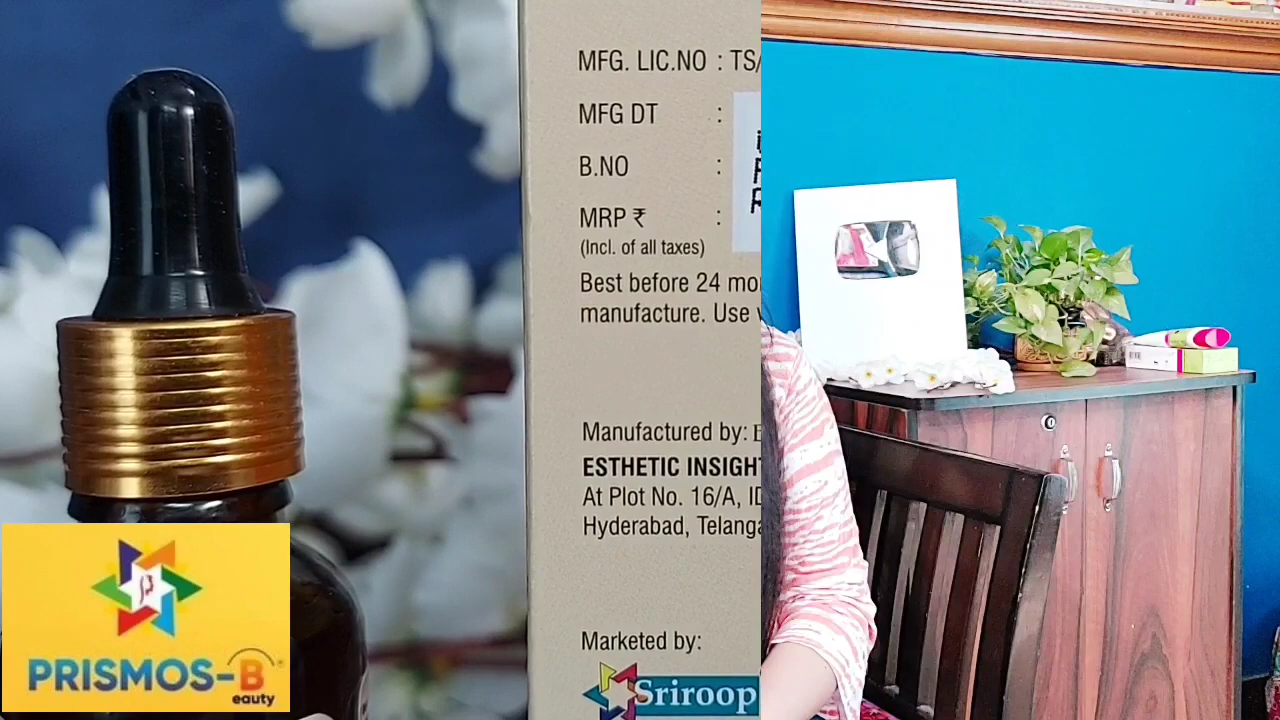 MFG. LIC.NO : TS/
MFG DT :
B.NO :
MRP ₹ :
(Incl. of all taxes)
Best before 24 mo
manufacture. Use
Manufactured by:
ESTHETIC INSIGHT
At Plot No. 16/A, ID
Hyderabad, Telanga
Marketed by:
Sriroop
PRISMOS-B
eauty